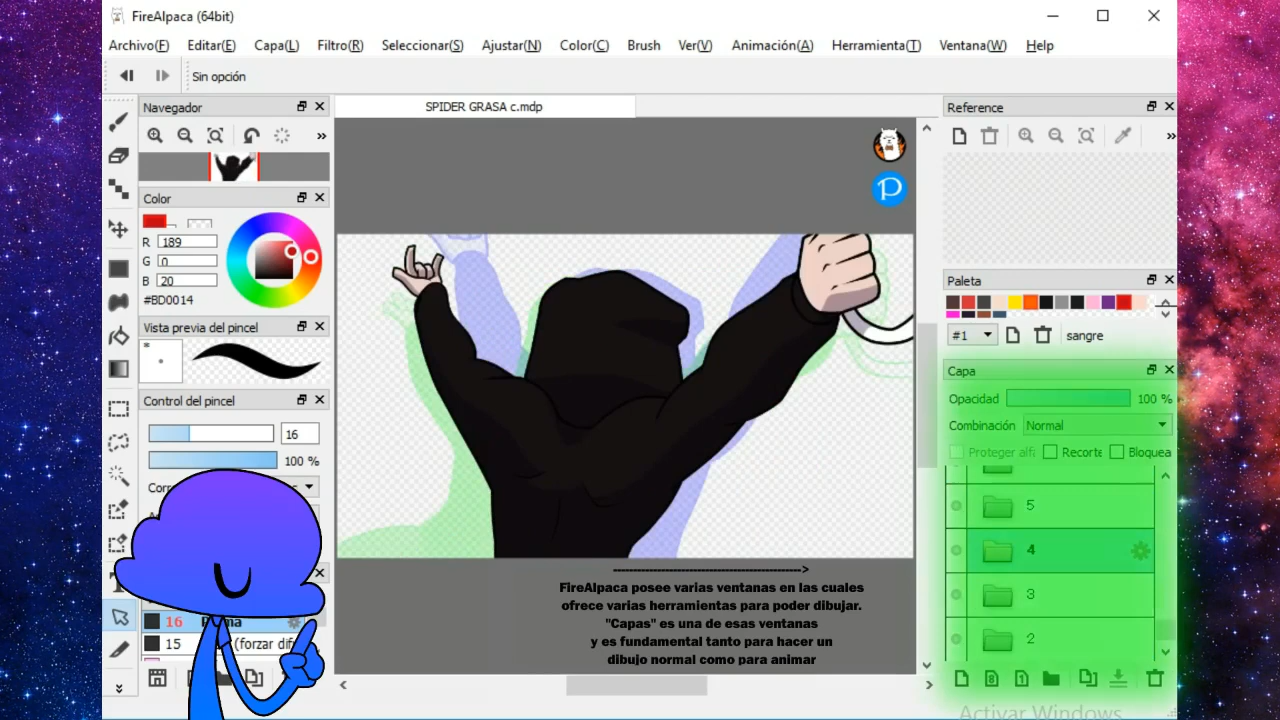 FireAlpaca (64bit)
Archivo(F) Editar(E) Capa(L) Filtro(R) Seleccionar(S) Ajustar(N) Color(C) Brush Ver(V) Animación(A) Herramienta(T) Ventana(W) Help
Sin opción
Navegador
SPIDER GRASA c.mdp
Reference
Color
R 189
G 0
B 20
#BD0014
Paleta
#1 sangre
Vista previa del pincel
*
Capa
Opacidad 100 %
Combinación Normal
Proteger alfa Recorte Bloquea
Control del pincel
16
100 %
5
4
3
2
16
15 (forzar dif
---------------------------------------------->
FireAlpaca posee varias ventanas en las cuales
ofrece varias herramientas para poder dibujar.
"Capas" es una de esas ventanas
y es fundamental tanto para hacer un
dibujo normal como para animar
8 1
Activar Windows